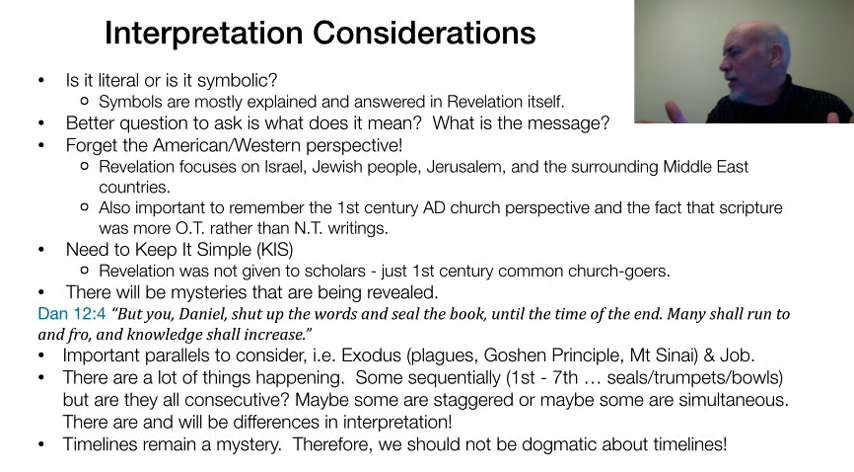 Interpretation Considerations
• Is it literal or is it symbolic?
o Symbols are mostly explained and answered in Revelation itself.
• Better question to ask is what does it mean?  What is the message?
• Forget the American/Western perspective!
o Revelation focuses on Israel, Jewish people, Jerusalem, and the surrounding Middle East
countries.
o Also important to remember the 1st century AD church perspective and the fact that scripture
was more O.T. rather than N.T. writings.
• Need to Keep It Simple (KIS)
o Revelation was not given to scholars - just 1st century common church-goers.
• There will be mysteries that are being revealed.
Dan 12:4 “But you, Daniel, shut up the words and seal the book, until the time of the end. Many shall run to
and fro, and knowledge shall increase.”
• Important parallels to consider, i.e. Exodus (plagues, Goshen Principle, Mt Sinai) & Job.
• There are a lot of things happening.  Some sequentially (1st - 7th … seals/trumpets/bowls)
but are they all consecutive? Maybe some are staggered or maybe some are simultaneous.
There are and will be differences in interpretation!
• Timelines remain a mystery.  Therefore, we should not be dogmatic about timelines!